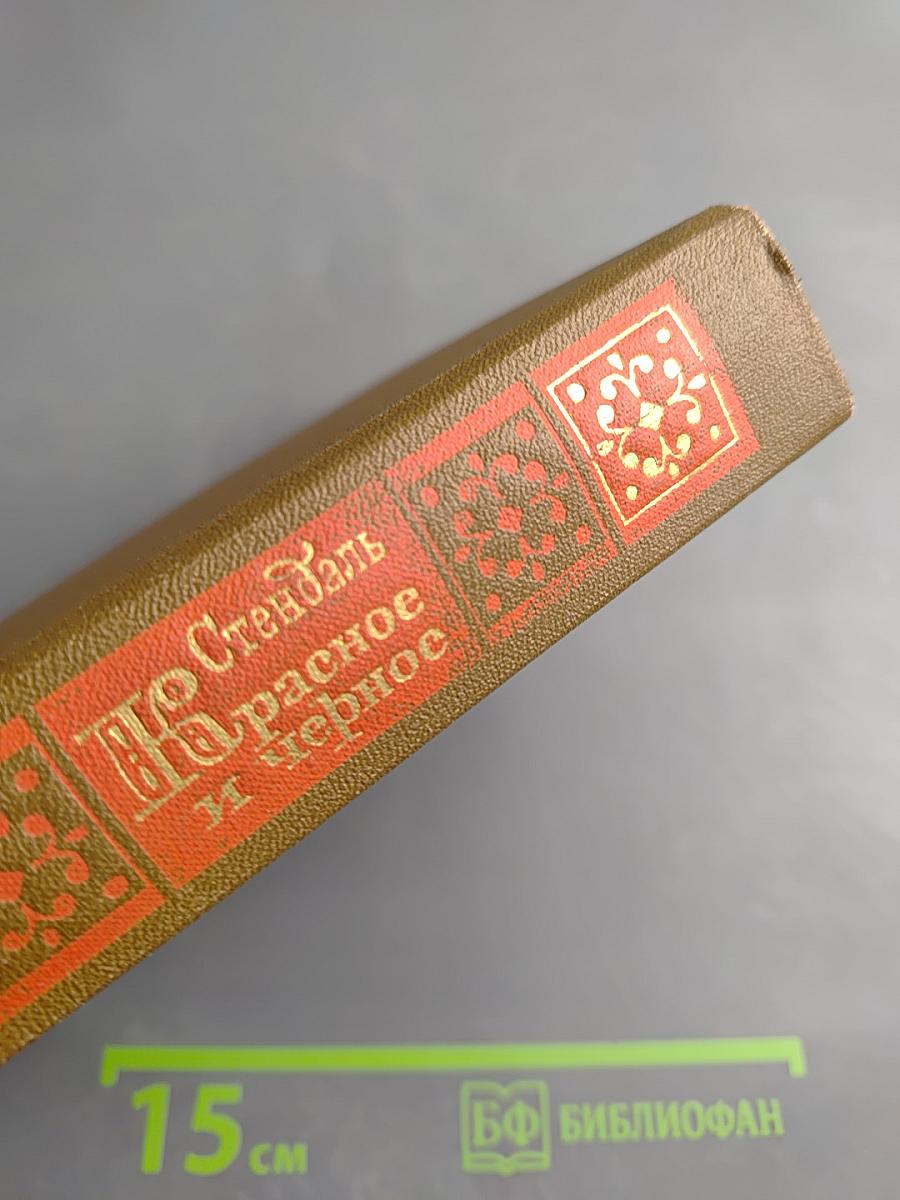 Стендаль
Красное
и черное
15 см
БФ БИБЛИОФАН